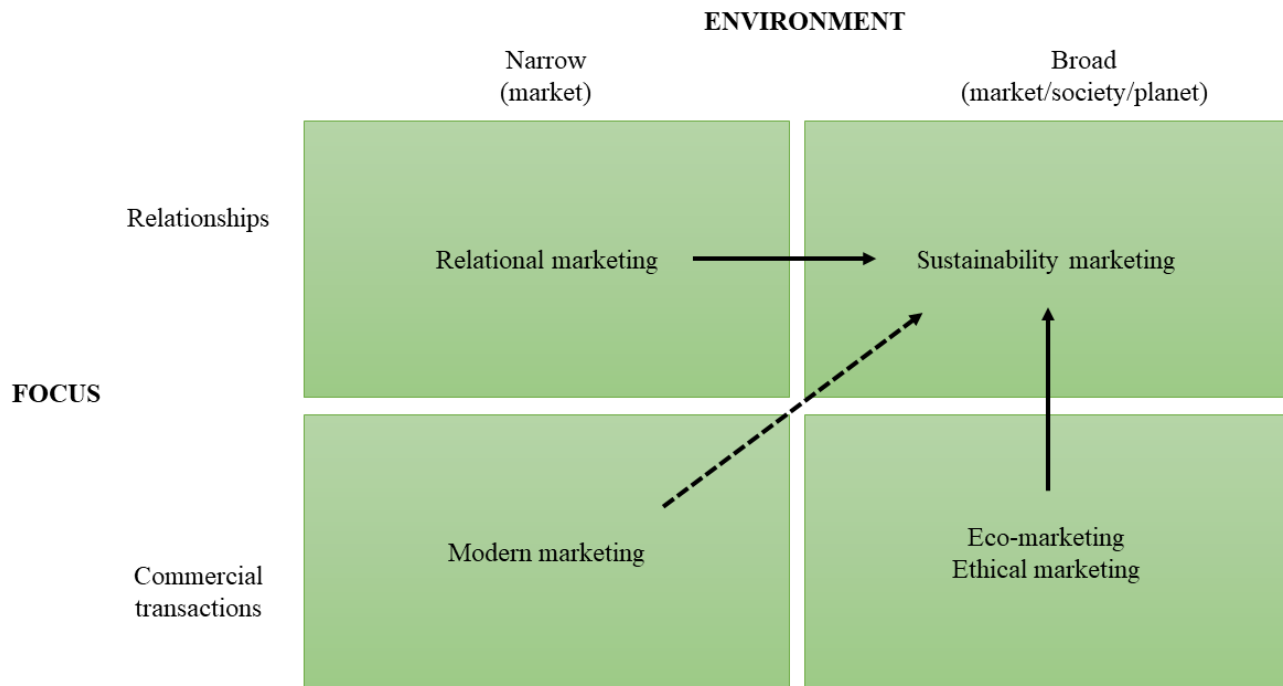 ENVIRONMENT
Narrow
(market)
Broad
(market/society/planet)
Relationships
Relational marketing
Sustainability marketing
FOCUS
Modern marketing
Eco-marketing
Ethical marketing
Commercial
transactions